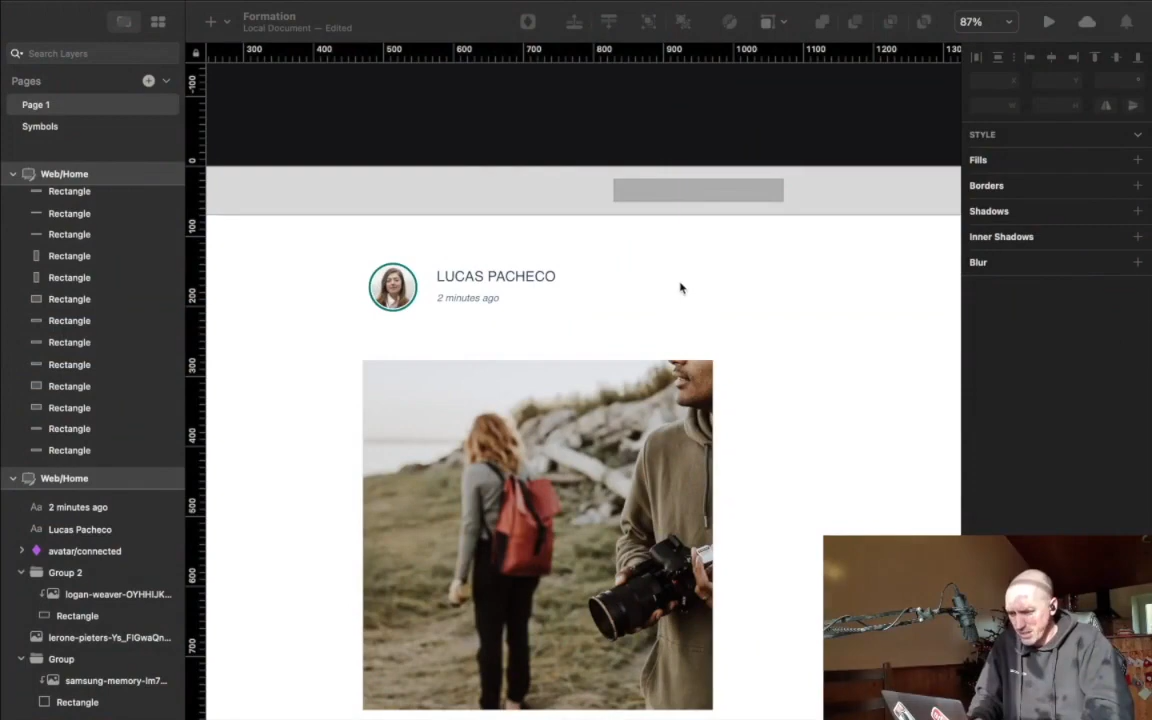 Formation
Local Document — Edited
87%
Search Layers
Pages
Page 1
Symbols
Web/Home
Rectangle
Rectangle
Rectangle
Rectangle
Rectangle
Rectangle
Rectangle
Rectangle
Rectangle
Rectangle
Rectangle
Rectangle
Rectangle
Web/Home
Aa 2 minutes ago
Aa Lucas Pacheco
avatar/connected
Group 2
logan-weaver-OYHHIJK...
Rectangle
lerone-pieters-Ys_FIGwaQn...
Group
samsung-memory-lm7...
Rectangle
300 400 500 600 700 800 900 1000 1100 1200 130
-100
0
100
200
300
400
500
600
700
LUCAS PACHECO
2 minutes ago
STYLE
Fills
Borders
Shadows
Inner Shadows
Blur